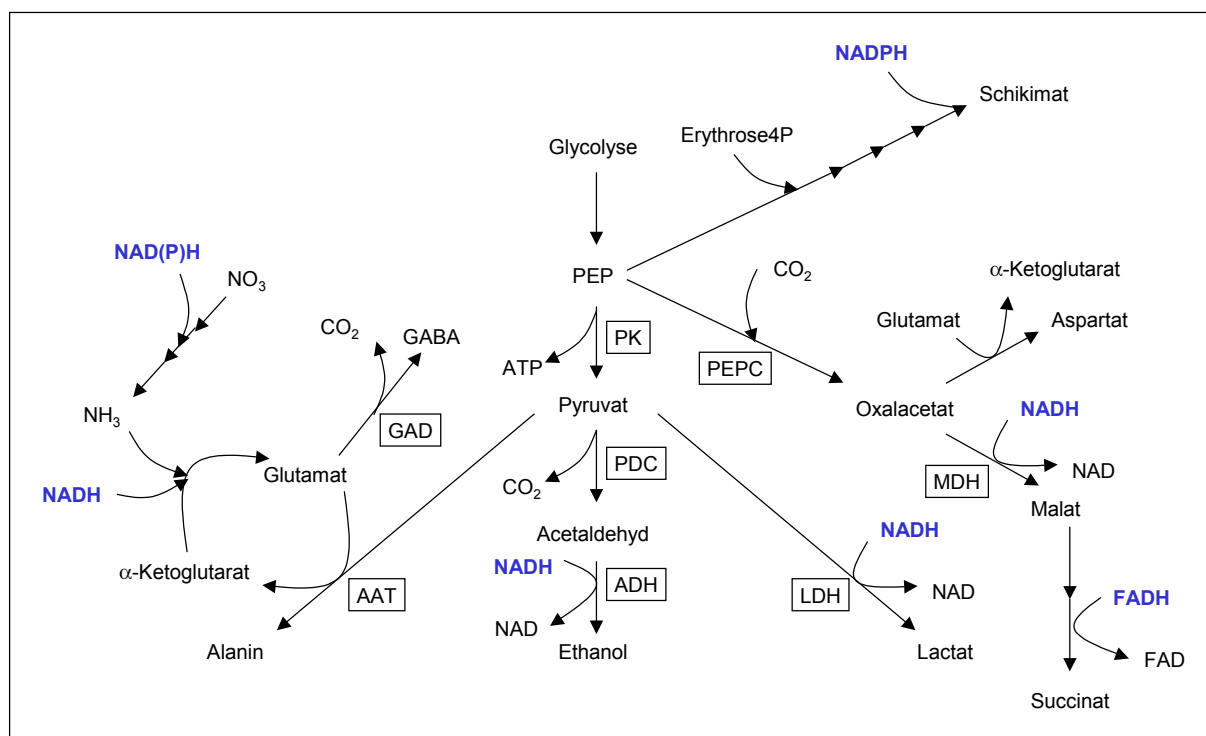 NADPH
Schikimat
Erythrose4P
Glycolyse
NAD(P)H
NO3
PEP
CO2
α-Ketoglutarat
CO2
GABA
Glutamat
Aspartat
PK
ATP
PEPC
NH3
Pyruvat
Oxalacetat
NADH
GAD
PDC
NADH
Glutamat
CO2
MDH
NAD
Malat
Acetaldehyd
NADH
NADH
α-Ketoglutarat
AAT
ADH
LDH
NAD
FADH
NAD
Alanin
Ethanol
Lactat
FAD
Succinat